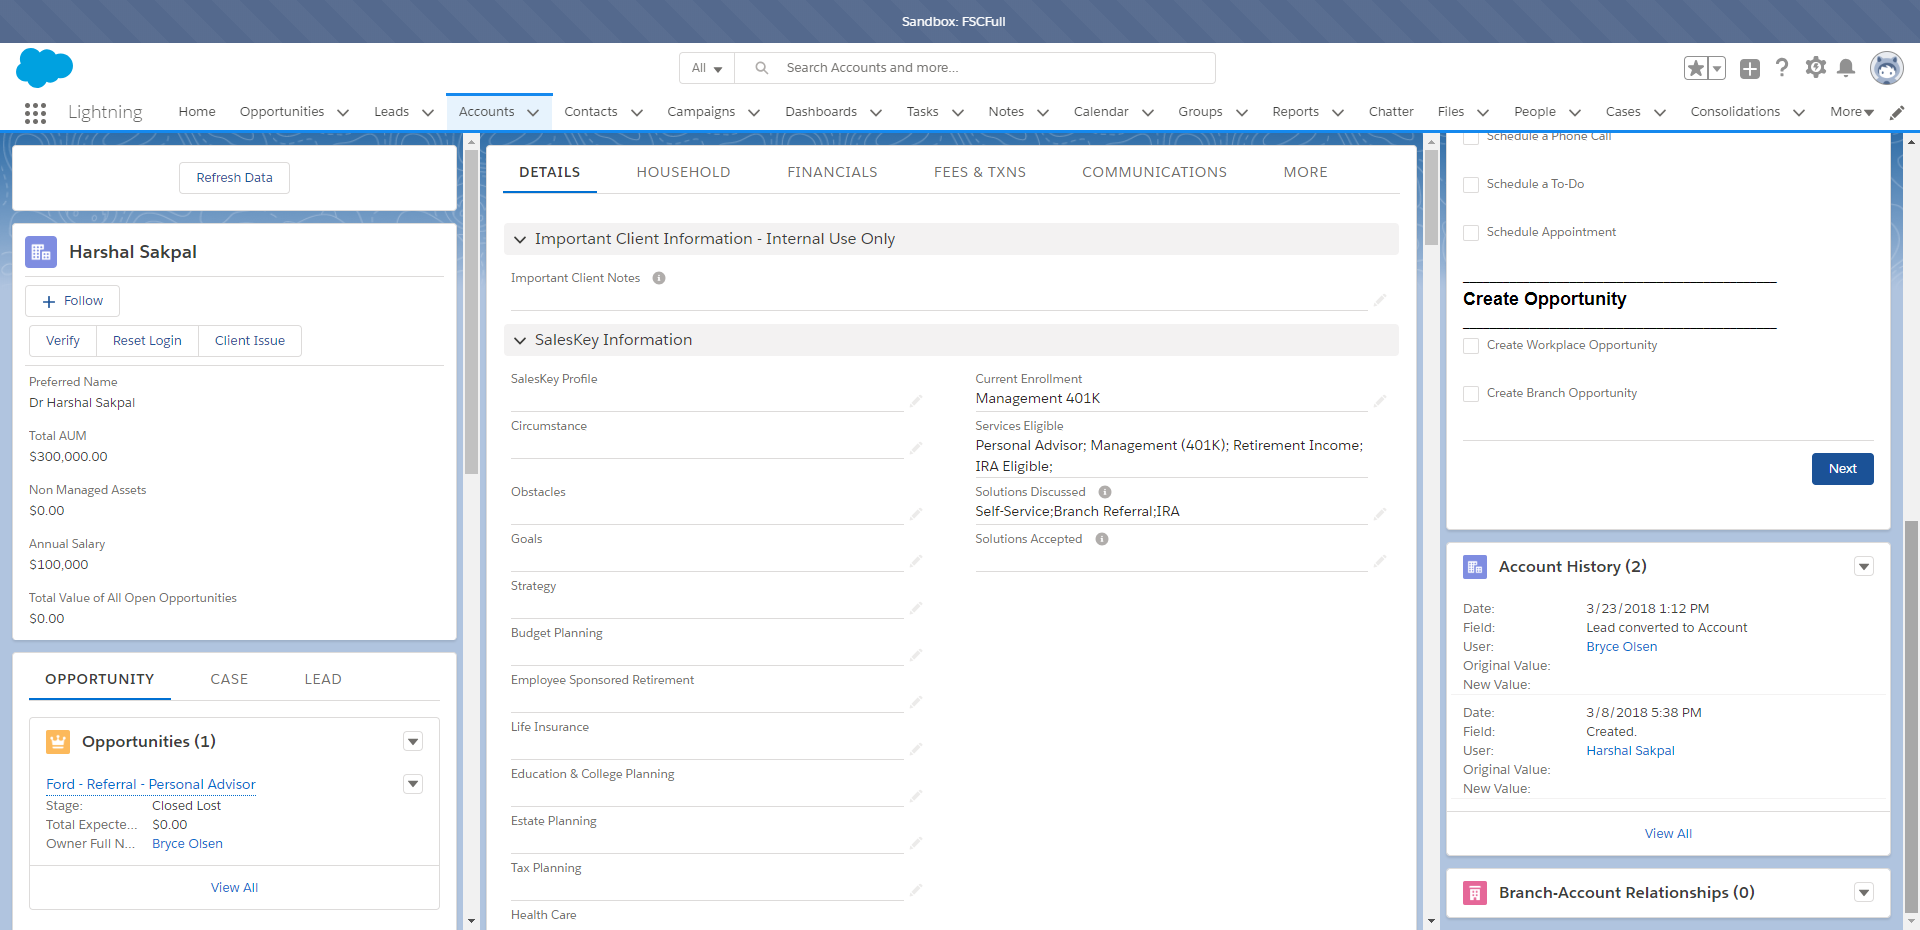 Sandbox: FSCFull
All
Search Accounts and more...
Lightning
Home
Opportunities
Leads
Accounts
Contacts
Campaigns
Dashboards
Tasks
Notes
Calendar
Groups
Reports
Chatter
Files
People
Cases
Consolidations
More
Refresh Data
Harshal Sakpal
Follow
Verify
Reset Login
Client Issue
Preferred Name
Dr Harshal Sakpal
Total AUM
$300,000.00
Non Managed Assets
$0.00
Annual Salary
$100,000
Total Value of All Open Opportunities
$0.00
OPPORTUNITY
CASE
LEAD
Opportunities (1)
Ford - Referral - Personal Advisor
Stage: Closed Lost
Total Expecte... $0.00
Owner Full N... Bryce Olsen
View All
DETAILS
HOUSEHOLD
FINANCIALS
FEES & TXNS
COMMUNICATIONS
MORE
Important Client Information - Internal Use Only
Important Client Notes
SalesKey Information
SalesKey Profile
Circumstance
Obstacles
Goals
Strategy
Budget Planning
Employee Sponsored Retirement
Life Insurance
Education & College Planning
Estate Planning
Tax Planning
Health Care
Current Enrollment
Management 401K
Services Eligible
Personal Advisor; Management (401K); Retirement Income;
IRA Eligible;
Solutions Discussed
Self-Service;Branch Referral;IRA
Solutions Accepted
Schedule a Phone Call
Schedule a To-Do
Schedule Appointment
Create Opportunity
Create Workplace Opportunity
Create Branch Opportunity
Next
Account History (2)
Date: 3/23/2018 1:12 PM
Field: Lead converted to Account
User: Bryce Olsen
Original Value:
New Value:
Date: 3/8/2018 5:38 PM
Field: Created.
User: Harshal Sakpal
Original Value:
New Value:
View All
Branch-Account Relationships (0)